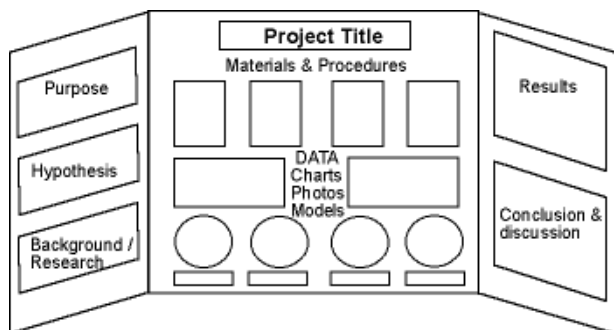 Purpose
Hypothesis
Background /
Research
Project Title
Materials & Procedures
DATA
Charts
Photos
Models
Results
Conclusion &
discussion